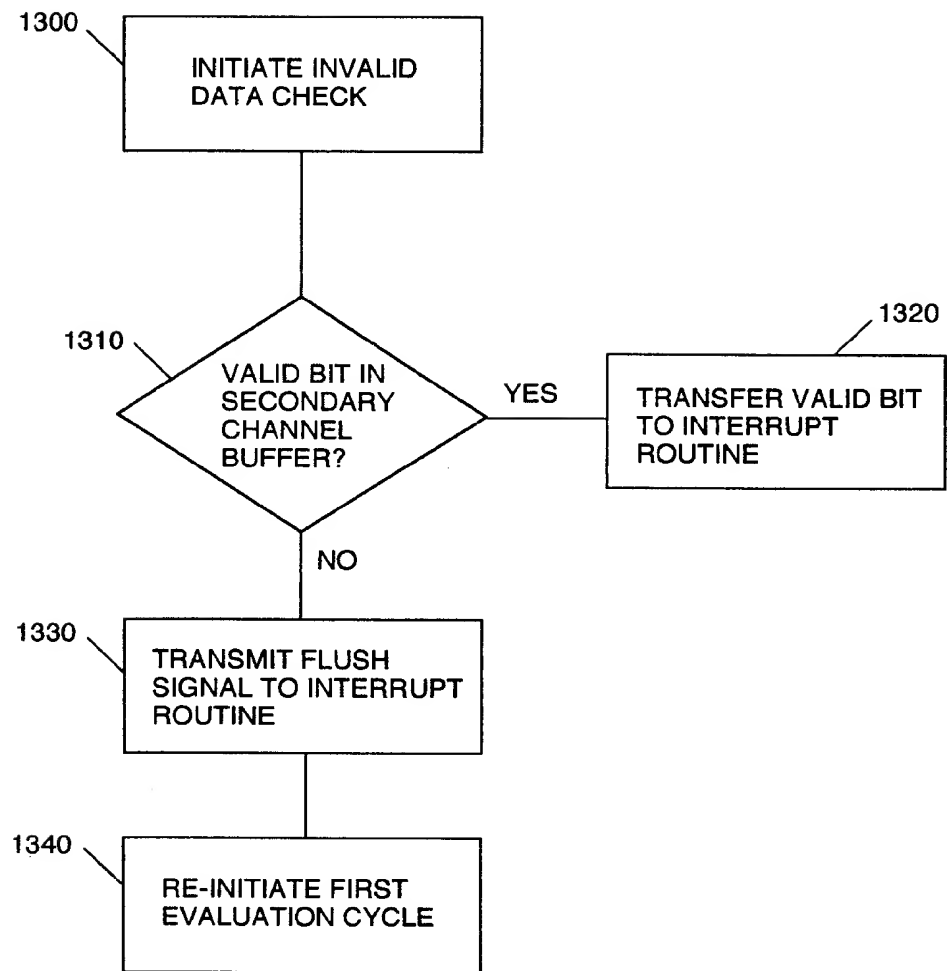 1300
INITIATE INVALID
DATA CHECK
1310
VALID BIT IN
SECONDARY
CHANNEL
BUFFER?
YES
1320
TRANSFER VALID BIT
TO INTERRUPT
ROUTINE
NO
1330
TRANSMIT FLUSH
SIGNAL TO INTERRUPT
ROUTINE
1340
RE-INITIATE FIRST
EVALUATION CYCLE